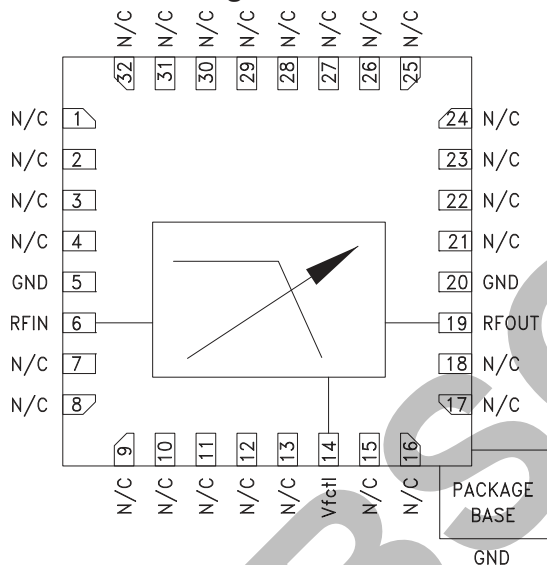 N/C N/C N/C N/C N/C N/C N/C N/C
32 31 30 29 28 27 26 25
N/C 1
N/C 2
N/C 3
N/C 4
GND 5
RFIN 6
N/C 7
N/C 8
24 N/C
23 N/C
22 N/C
21 N/C
20 GND
19 RFOUT
18 N/C
17 N/C
9 10 11 12 13 14 15 16
N/C N/C N/C N/C N/C Vfctl N/C N/C
PACKAGE
BASE
GND